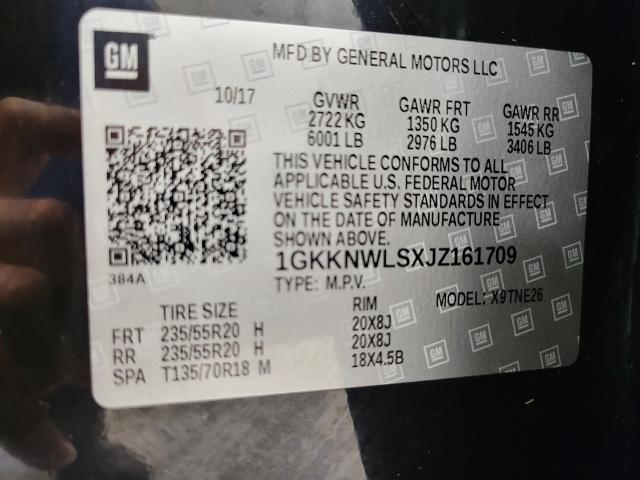 GM
MFD BY GENERAL MOTORS LLC
10/17
GVWR GAWR FRT GAWR RR
2722 KG 1350 KG 1545 KG
6001 LB 2976 LB 3406 LB
THIS VEHICLE CONFORMS TO ALL
APPLICABLE U.S. FEDERAL MOTOR
VEHICLE SAFETY STANDARDS IN EFFECT
ON THE DATE OF MANUFACTURE
SHOWN ABOVE.
384A
1GKKNWLSXJZ161709
TYPE: M.P.V. MODEL: X9TNE26
TIRE SIZE RIM
FRT 235/55R20 H 20X8J
RR 235/55R20 H 20X8J
SPA T135/70R18 M 18X4.5B